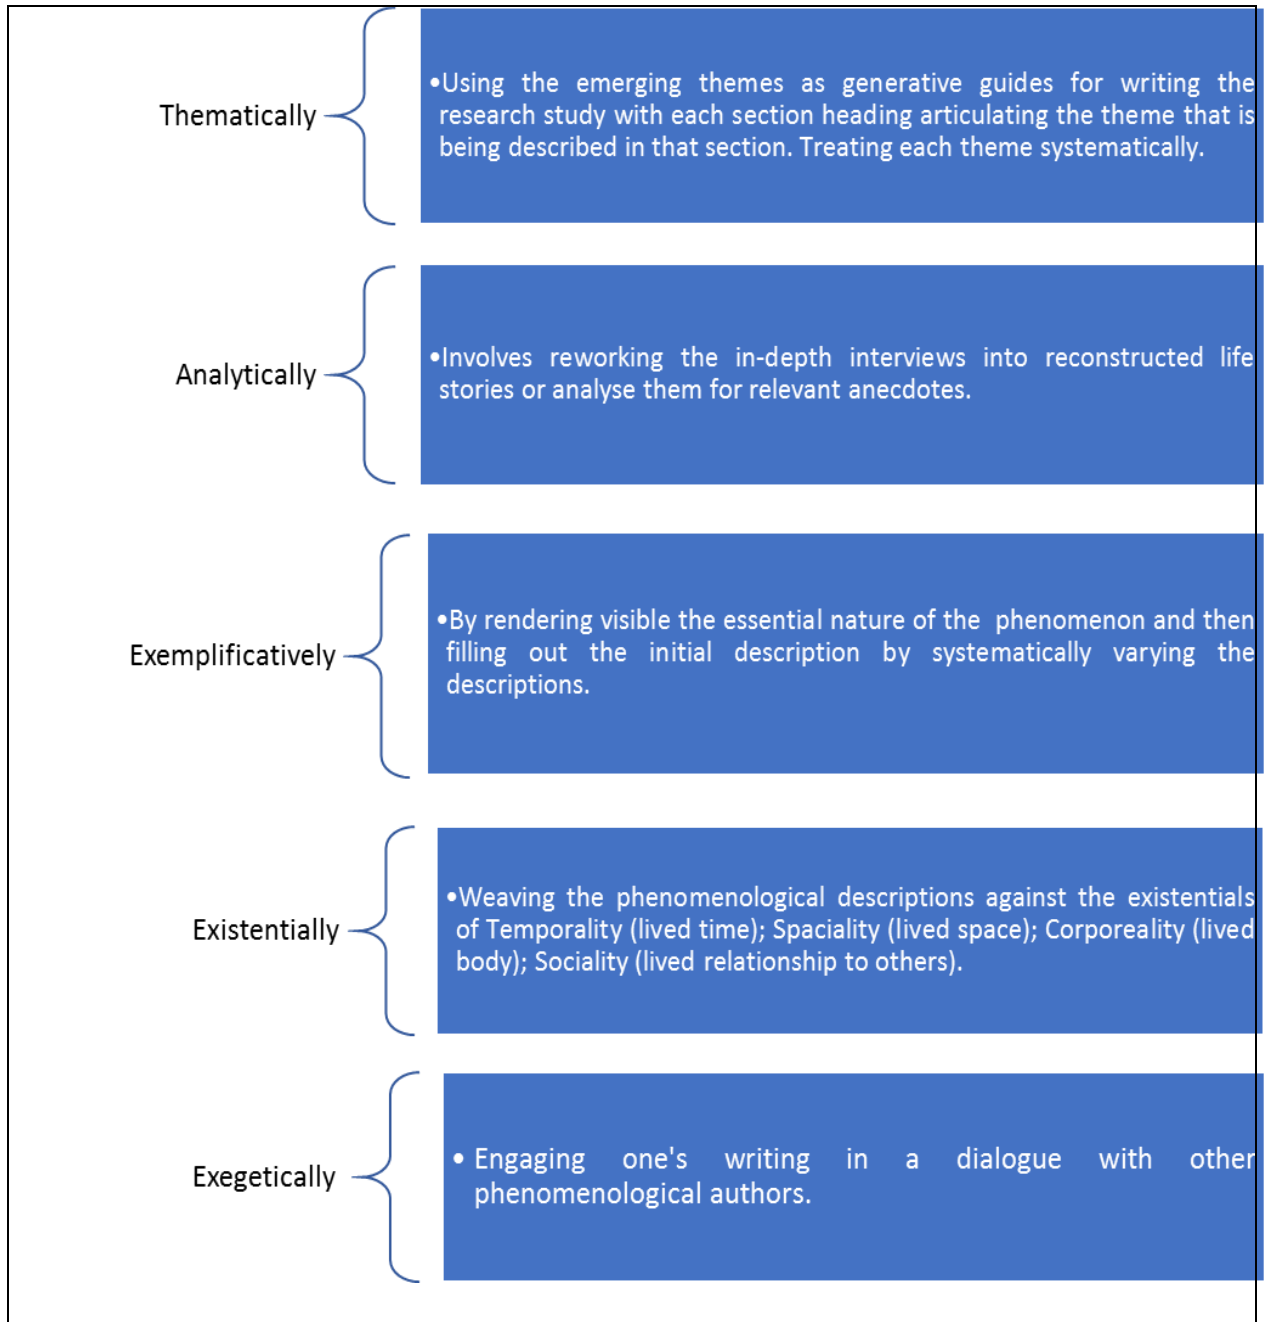 Thematically
•Using the emerging themes as generative guides for writing the
research study with each section heading articulating the theme that is
being described in that section. Treating each theme systematically.
Analytically
•Involves reworking the in-depth interviews into reconstructed life
stories or analyse them for relevant anecdotes.
Exemplificatively
•By rendering visible the essential nature of the phenomenon and then
filling out the initial description by systematically varying the
descriptions.
Existentially
•Weaving the phenomenological descriptions against the existentials
of Temporality (lived time); Spaciality (lived space); Corporeality (lived
body); Sociality (lived relationship to others).
Exegetically
• Engaging one's writing in a dialogue with other
phenomenological authors.